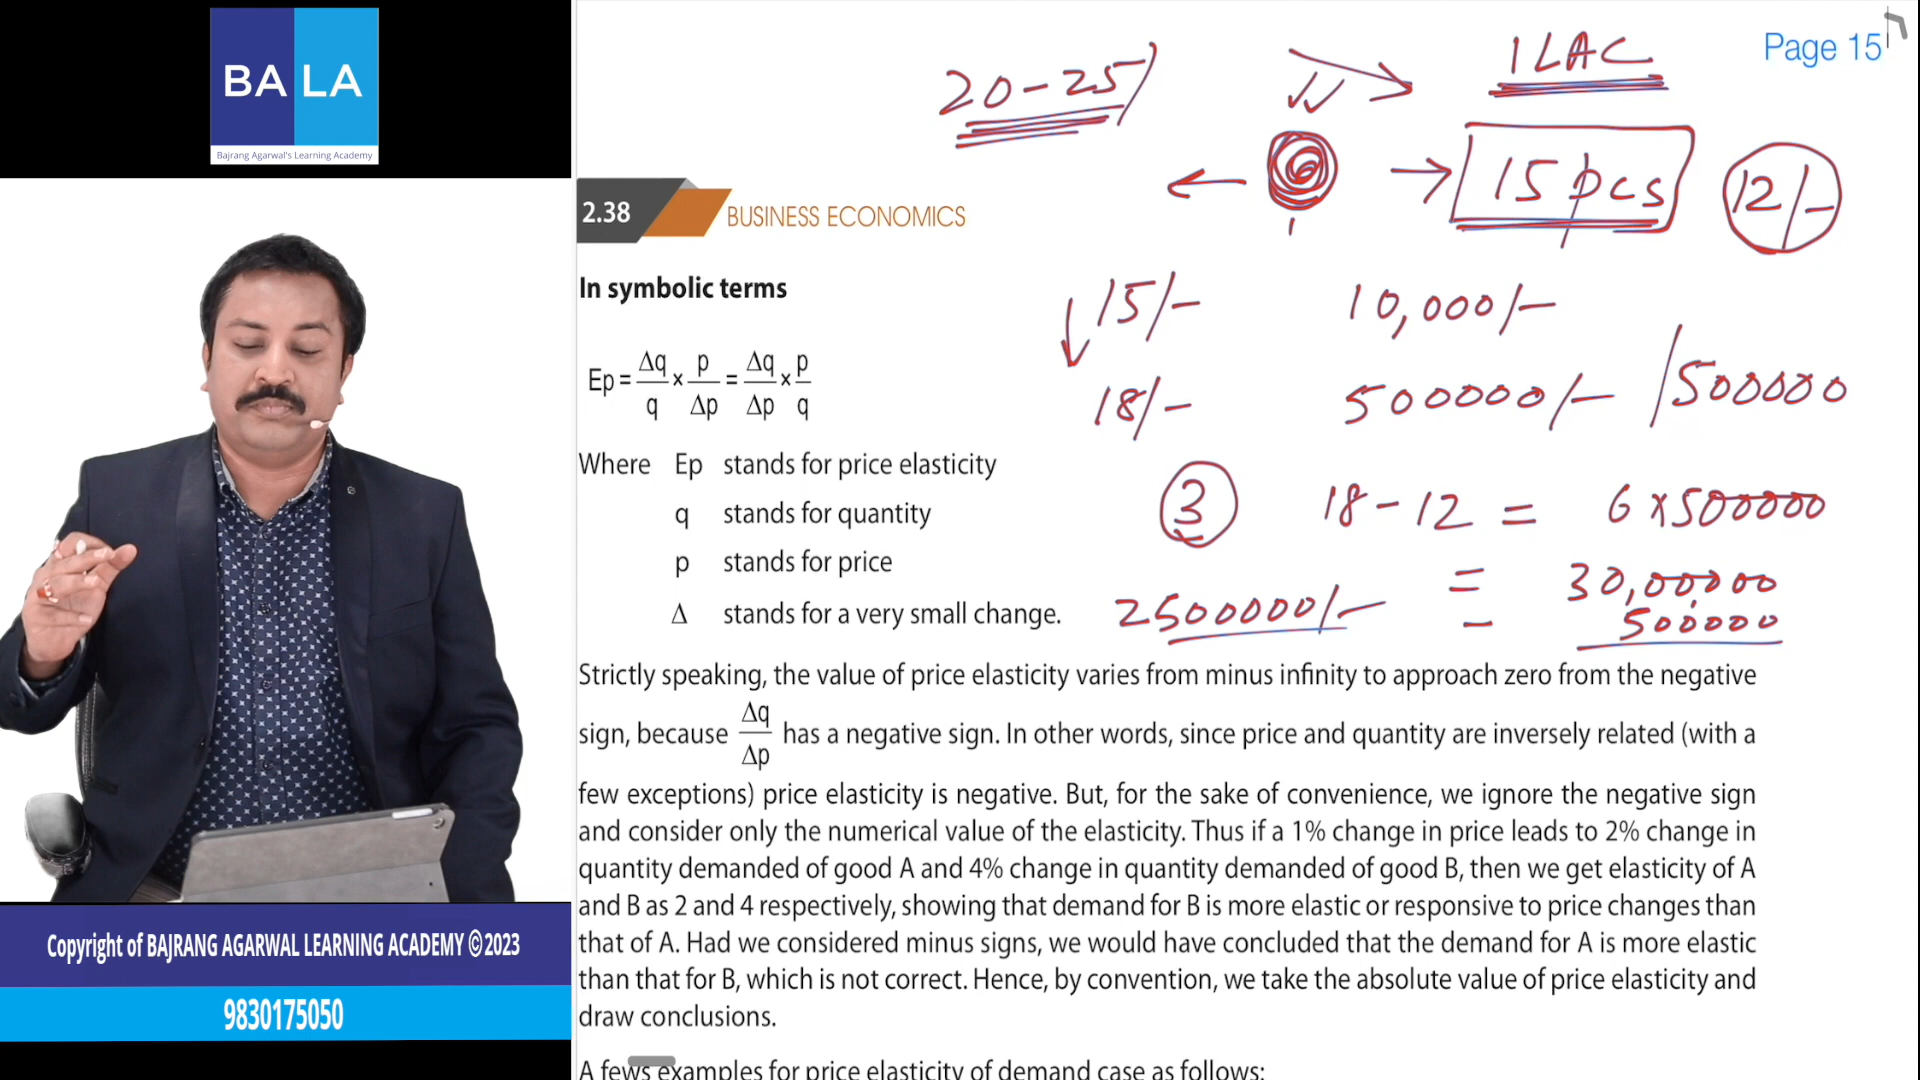 BA LA
Bajrang Agarwal's Learning Academy
Page 15
20-25/
1 LAC
15 pcs
12/-
2.38 BUSINESS ECONOMICS
In symbolic terms
15/- 10,000/-
Ep = Δq/q × p/Δp = Δq/Δp × p/q
18/- 500000/- /500000
Where Ep stands for price elasticity
q stands for quantity
3 18-12 = 6×500000
p stands for price
= 30,00000
Δ stands for a very small change.
2500000/- - 500000
Strictly speaking, the value of price elasticity varies from minus infinity to approach zero from the negative
sign, because Δq/Δp has a negative sign. In other words, since price and quantity are inversely related (with a
few exceptions) price elasticity is negative. But, for the sake of convenience, we ignore the negative sign
and consider only the numerical value of the elasticity. Thus if a 1% change in price leads to 2% change in
quantity demanded of good A and 4% change in quantity demanded of good B, then we get elasticity of A
and B as 2 and 4 respectively, showing that demand for B is more elastic or responsive to price changes than
that of A. Had we considered minus signs, we would have concluded that the demand for A is more elastic
than that for B, which is not correct. Hence, by convention, we take the absolute value of price elasticity and
draw conclusions.
A fews examples for price elasticity of demand case as follows:
Copyright of BAJRANG AGARWAL LEARNING ACADEMY ©2023
9830175050